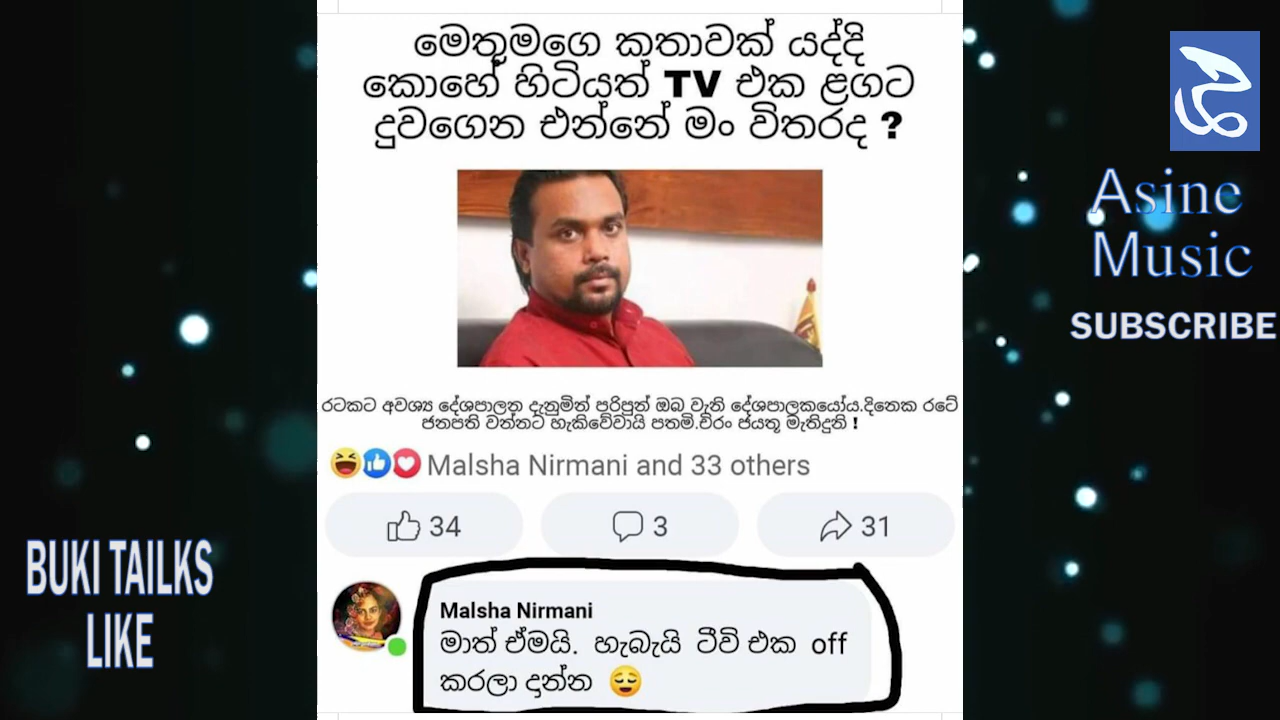 මෙතුමගෙ කතාවක් යද්දි
කොහේ හිටියත් TV එක ළගට
දුවගෙන එන්නේ මං විතරද ?
රටකට අවශ්‍ය දේශපාලන දැනුමින් පරිපුන් ඔබ වැනි දේශපාලකයෝය.දිනෙක රටේ
ජනපති වන්නට හැකිවේවායි පතමි.චිරං ජයතූ මැතිදුනි !
Malsha Nirmani and 33 others
34
3
31
Malsha Nirmani
මාත් ඒමයි. හැබැයි ටීවි එක off
කරලා දාන්න
Asine
Music
SUBSCRIBE
BUKI TAILKS
LIKE